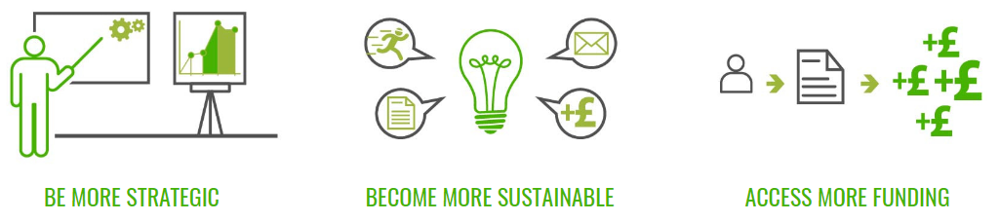 +£
+£
+£ +£
+£
BE MORE STRATEGIC
BECOME MORE SUSTAINABLE
ACCESS MORE FUNDING